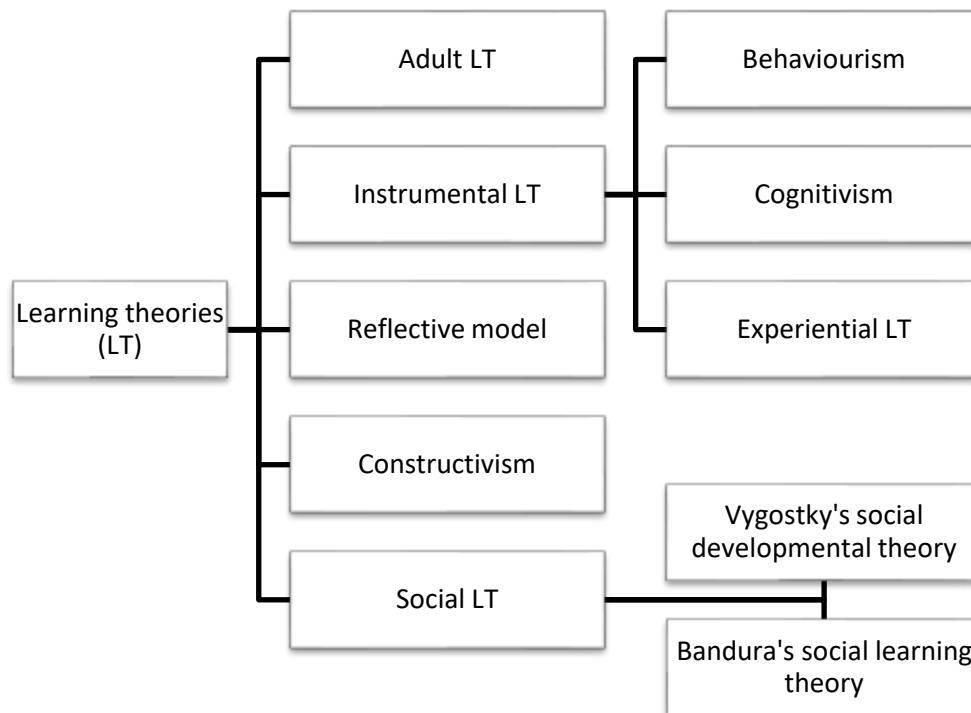 Adult LT
Behaviourism
Instrumental LT
Cognitivism
Learning theories
(LT)
Reflective model
Experiential LT
Constructivism
Vygostky's social
developmental theory
Social LT
Bandura's social learning
theory